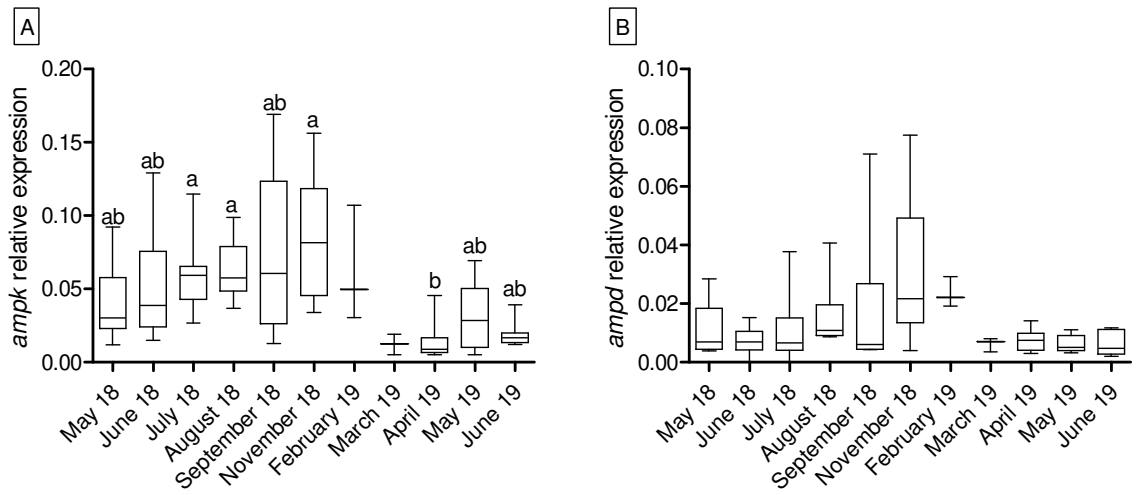 A
ampk relative expression
0.20
0.15
0.10
0.05
0.00
ab
ab
a
a
ab
a
b
ab
ab
May 18
June 18
July 18
August 18
September 18
November 18
February 19
March 19
April 19
May 19
June 19
B
ampd relative expression
0.10
0.08
0.06
0.04
0.02
0.00
May 18
June 18
July 18
August 18
September 18
November 18
February 19
March 19
April 19
May 19
June 19